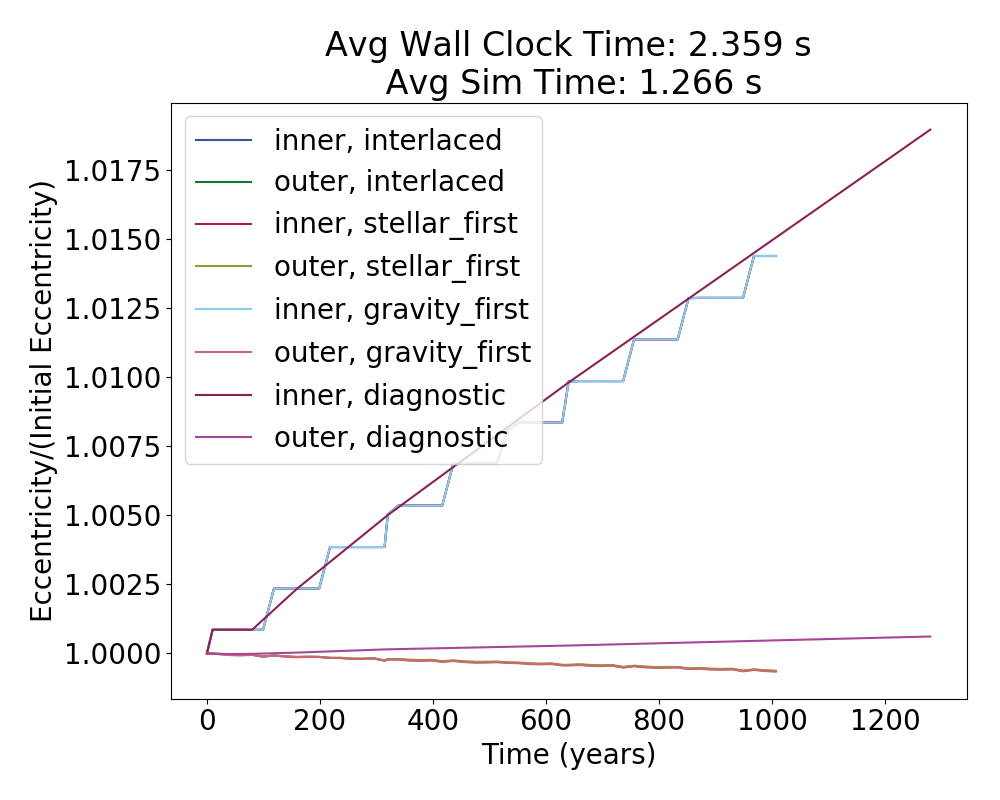 Avg Wall Clock Time: 2.359 s
Avg Sim Time: 1.266 s
inner, interlaced
outer, interlaced
inner, stellar_first
outer, stellar_first
inner, gravity_first
outer, gravity_first
inner, diagnostic
outer, diagnostic
Eccentricity/(Initial Eccentricity)
1.0175
1.0150
1.0125
1.0100
1.0075
1.0050
1.0025
1.0000
0 200 400 600 800 1000 1200
Time (years)